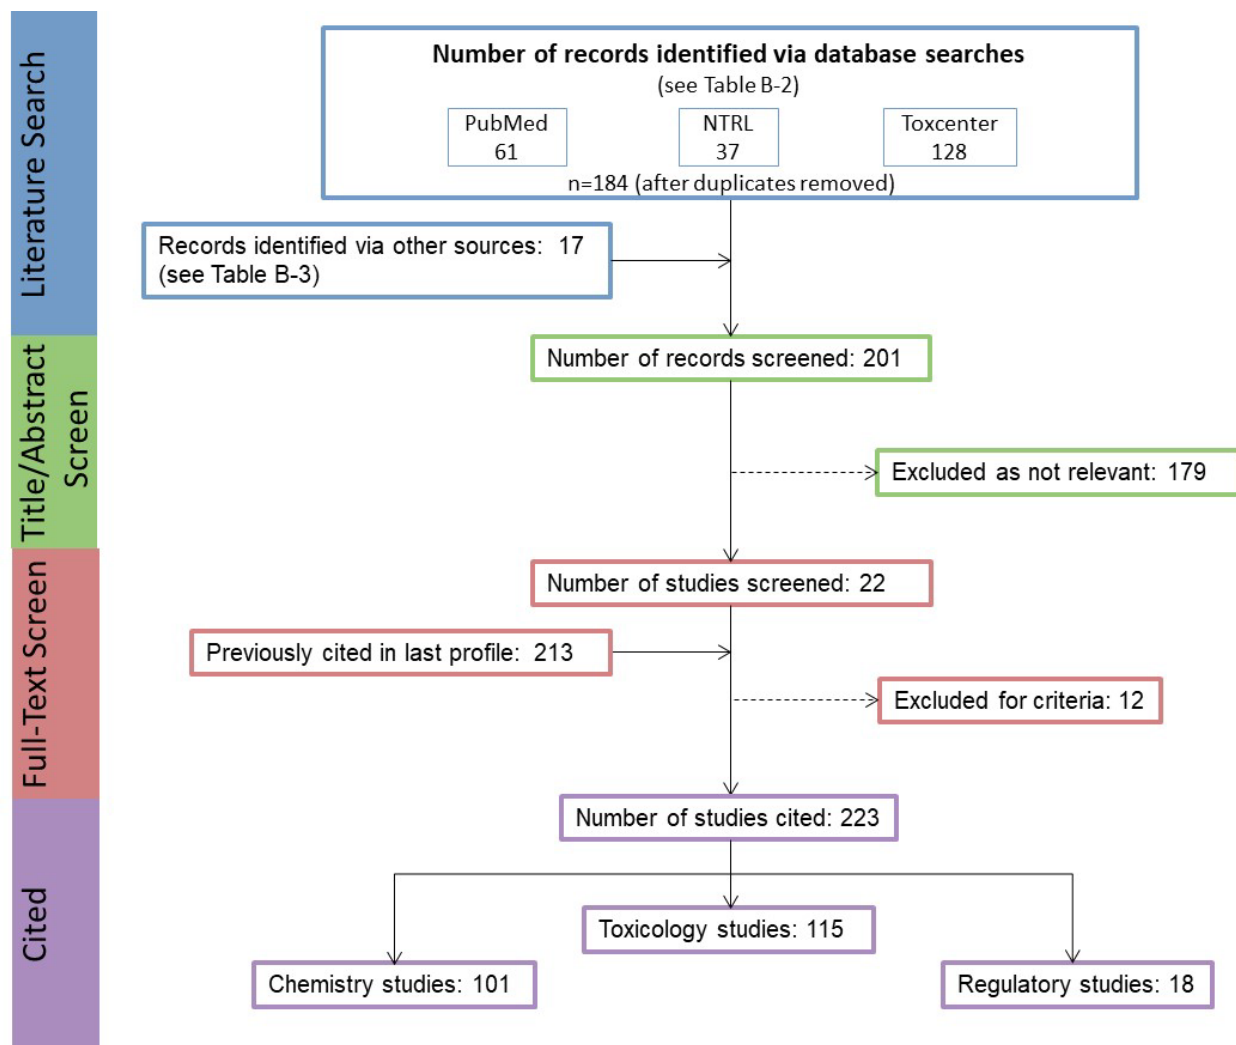 Literature Search
Number of records identified via database searches
(see Table B-2)
PubMed
61
NTRL
37
Toxcenter
128
n=184 (after duplicates removed)
Records identified via other sources: 17
(see Table B-3)
Title/Abstract
Screen
Number of records screened: 201
Excluded as not relevant: 179
Full-Text Screen
Number of studies screened: 22
Previously cited in last profile: 213
Excluded for criteria: 12
Cited
Number of studies cited: 223
Toxicology studies: 115
Chemistry studies: 101
Regulatory studies: 18